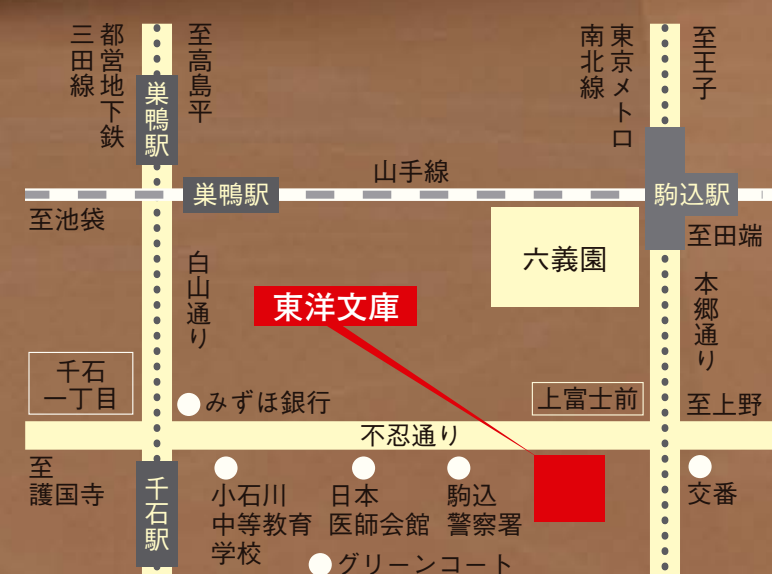 都営地下鉄
三田線
至高島平
巣鴨駅
東京メトロ
南北線
至王子
山手線
巣鴨駅
駒込駅
至池袋
至田端
六義園
白山通り
本郷通り
東洋文庫
千石
一丁目
みずほ銀行
上富士前
至上野
不忍通り
至
護国寺
千石駅
小石川
中等教育
学校
日本
医師会館
駒込
警察署
交番
グリーンコート